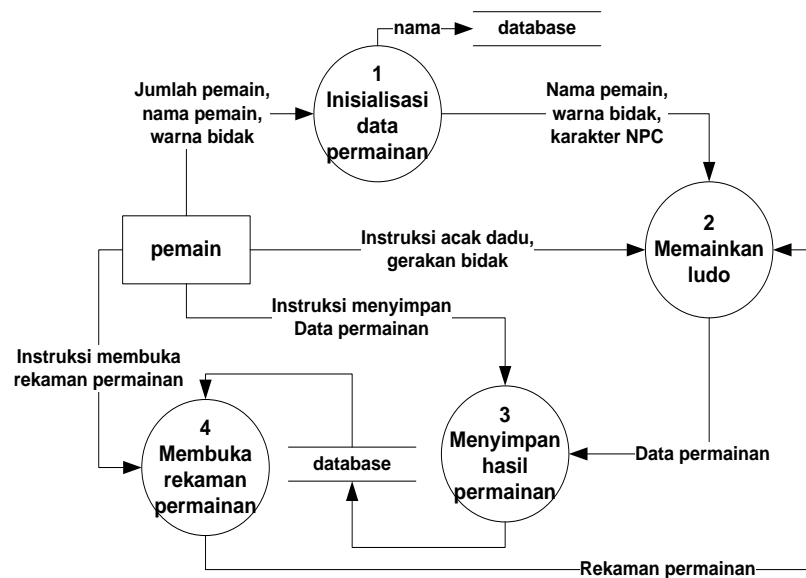 nama
database
1
Inisialisasi
data
permainan
Jumlah pemain,
nama pemain,
warna bidak
Nama pemain,
warna bidak,
karakter NPC
pemain
Instruksi acak dadu,
gerakan bidak
2
Memainkan
ludo
Instruksi menyimpan
Data permainan
Instruksi membuka
rekaman permainan
4
Membuka
rekaman
permainan
database
3
Menyimpan
hasil
permainan
Data permainan
Rekaman permainan